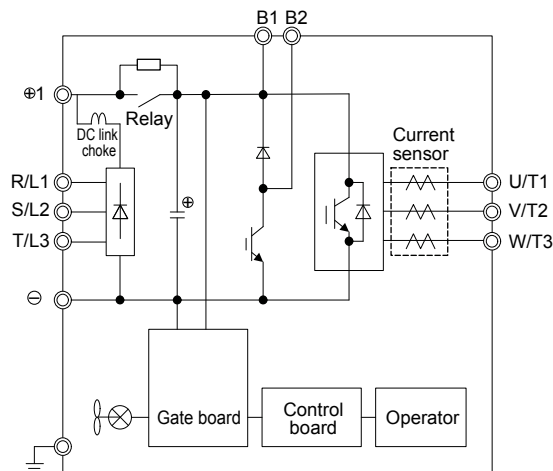 B1 B2
⊕1
Relay
DC link
choke
Current
sensor
R/L1
S/L2
T/L3
⊕
U/T1
V/T2
W/T3
⊖
Gate board
Control
board
Operator